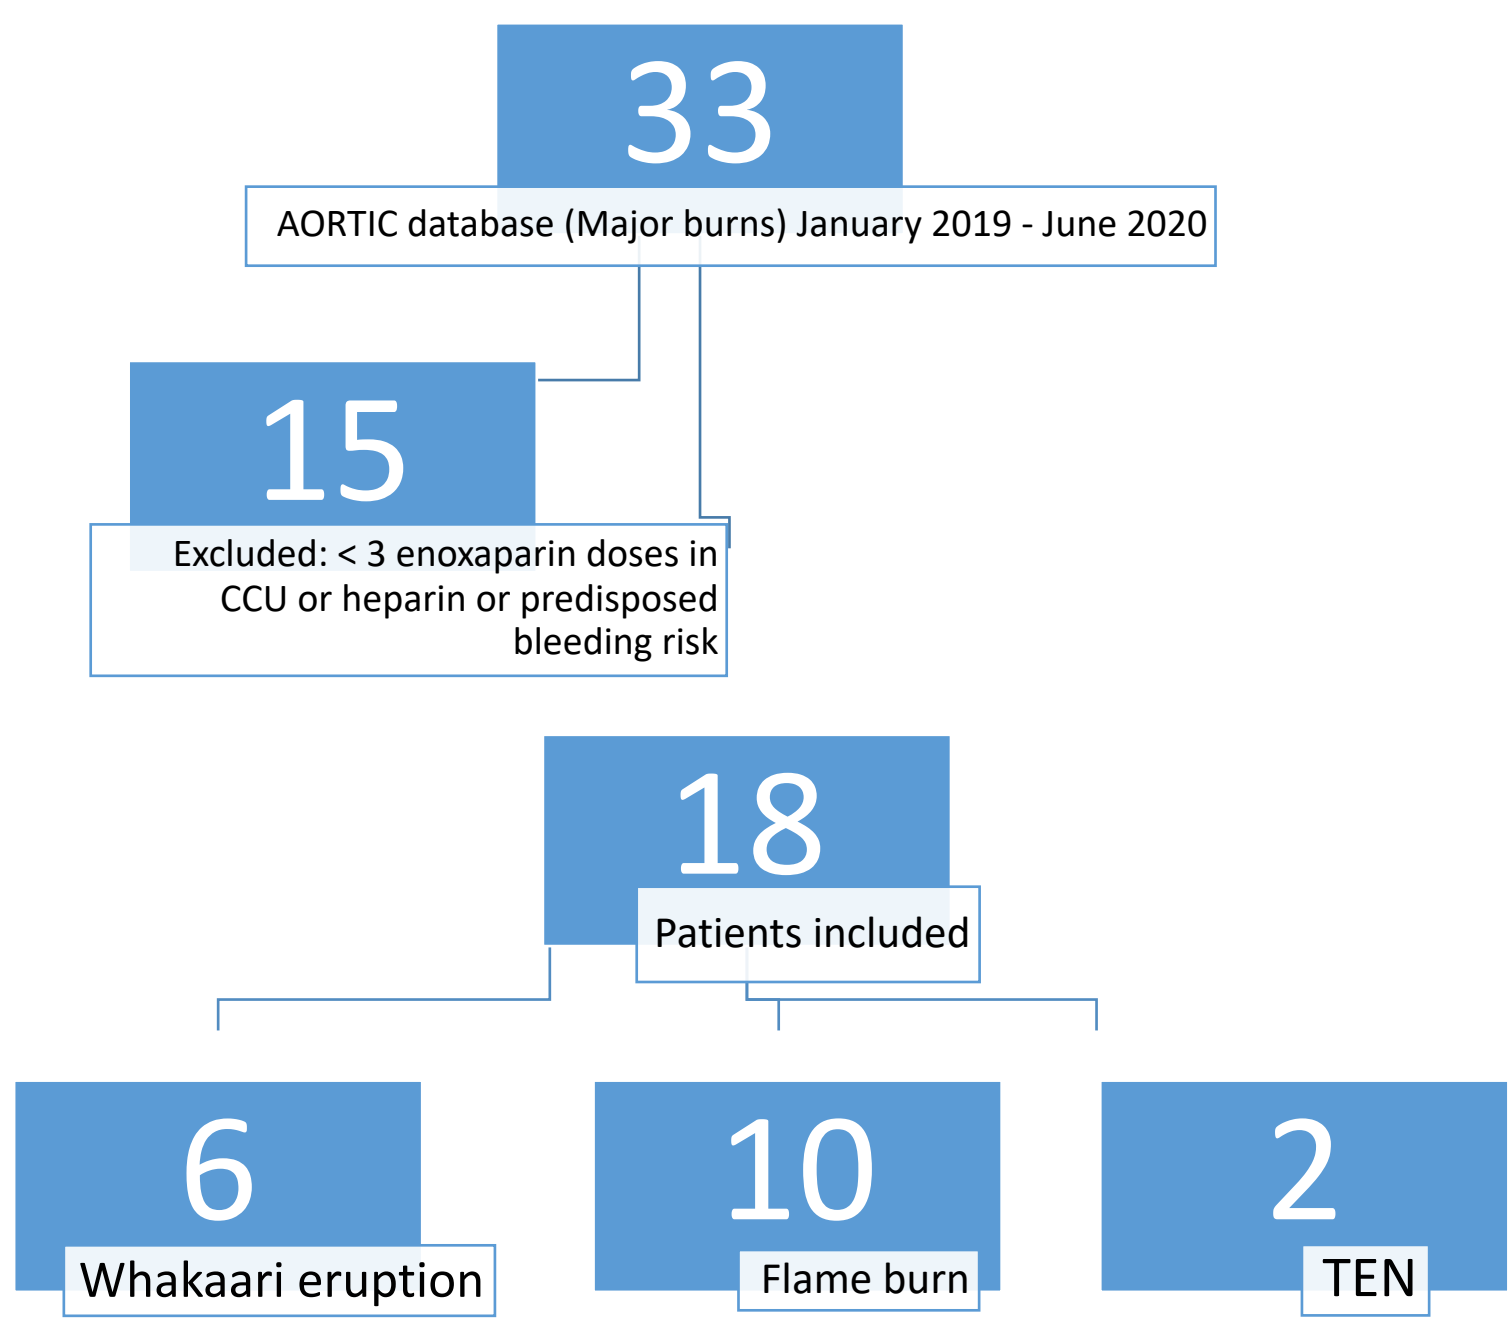 33
AORTIC database (Major burns) January 2019 - June 2020
15
Excluded: < 3 enoxaparin doses in
CCU or heparin or predisposed
bleeding risk
18
Patients included
6
Whakaari eruption
10
Flame burn
2
TEN